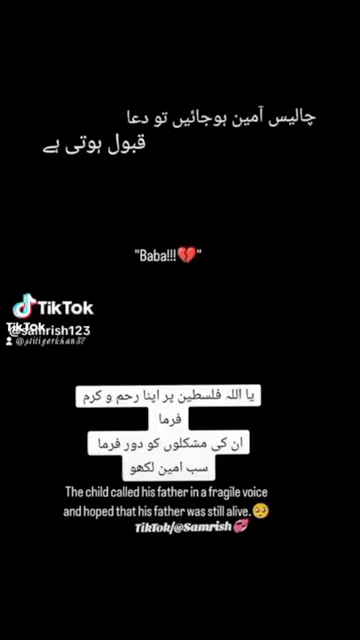 چالیس آمین ہوجائیں تو دعا
قبول ہوتی ہے
"Baba!!!💔"
TikTok
@samrish123
TikTok
@ptitigerkhan87
یا اللہ فلسطین پر اپنا رحم و کرم
فرما
ان کی مشکلوں کو دور فرما
سب امین لکھو
The child called his father in a fragile voice
and hoped that his father was still alive.🥺
TikTok/@Samrish💞